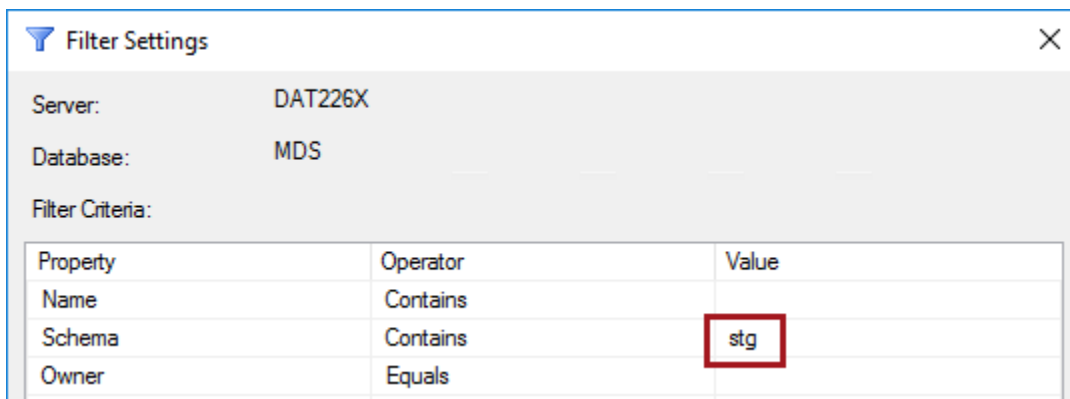 Filter Settings
Server: DAT226X
Database: MDS
Filter Criteria:
Property Operator Value
Name Contains
Schema Contains stg
Owner Equals